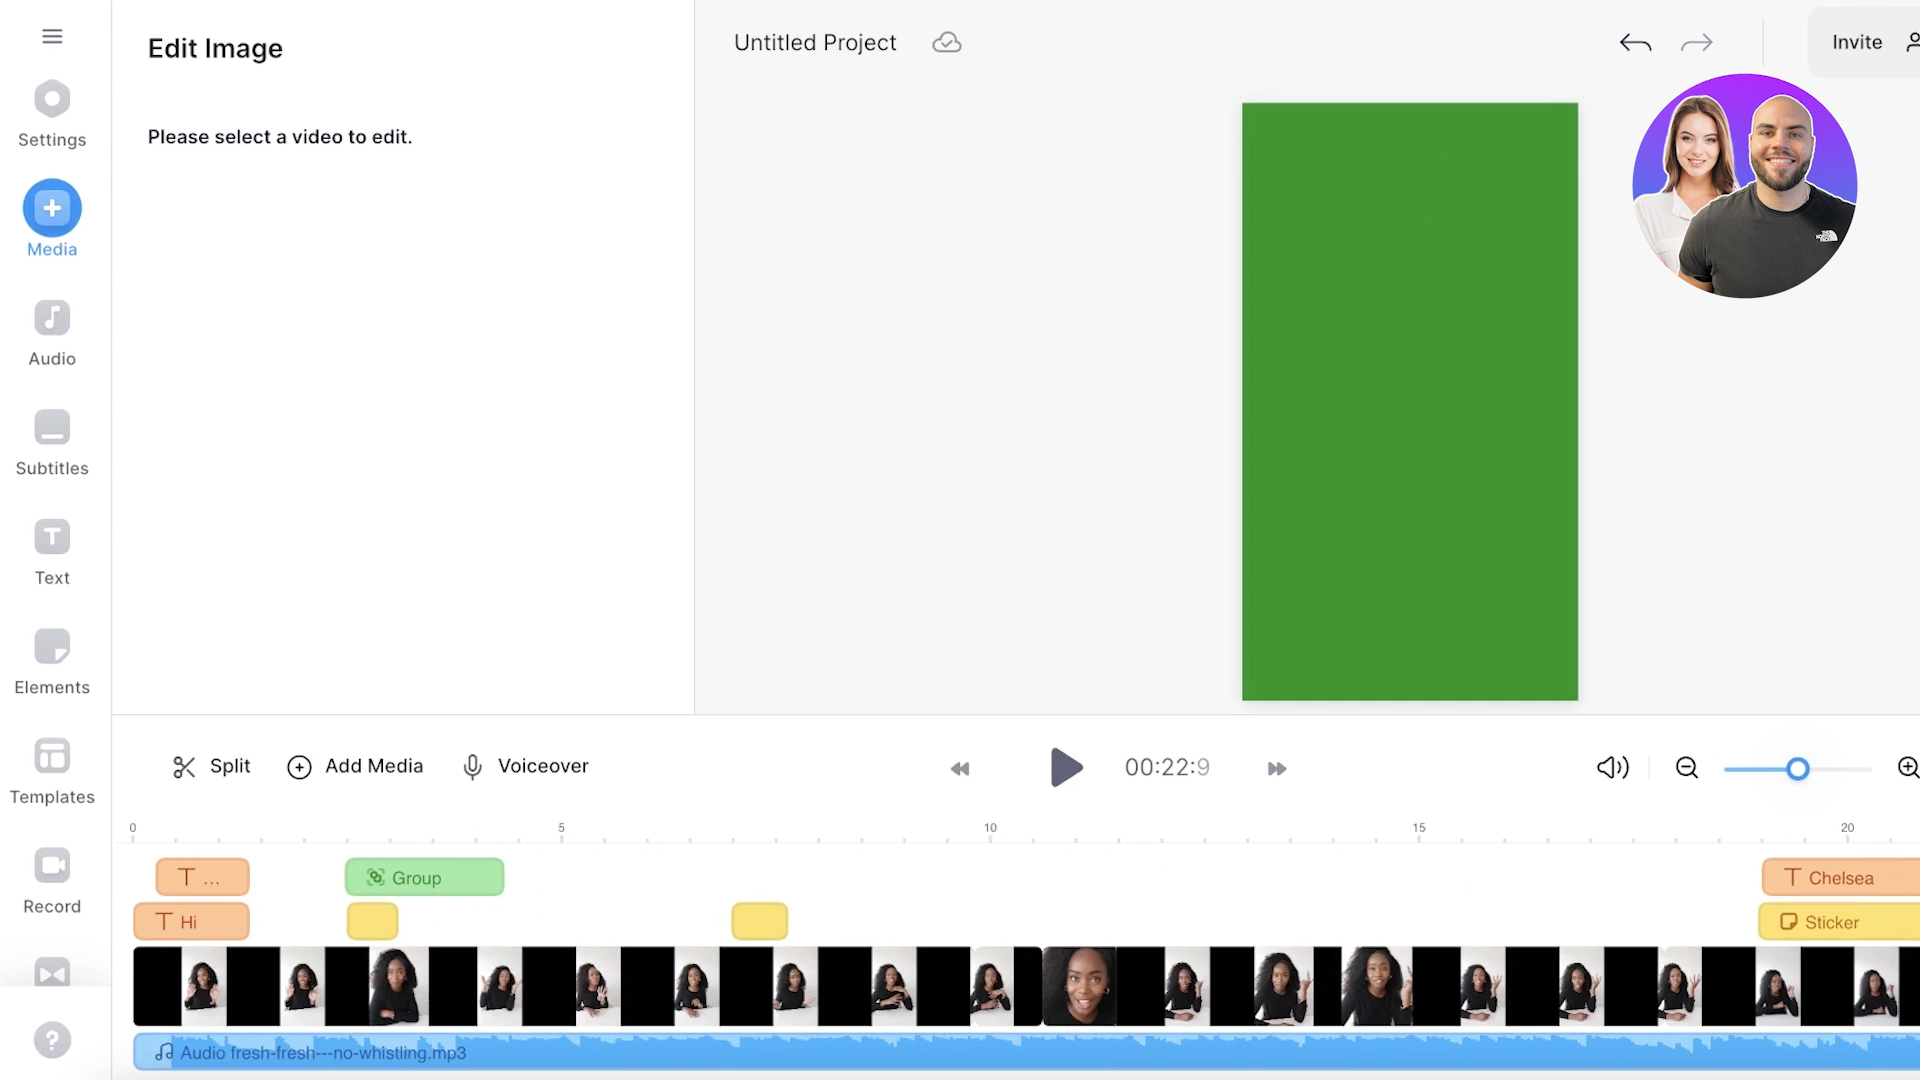 Edit Image
Untitled Project
Invite
Please select a video to edit.
Settings
Media
Audio
Subtitles
Text
Elements
Templates
Record
?
Split
Add Media
Voiceover
00:22:9
0 5 10 15 20
T ...
Group
T Chelsea
T Hi
Sticker
Audio fresh-fresh---no-whistling.mp3